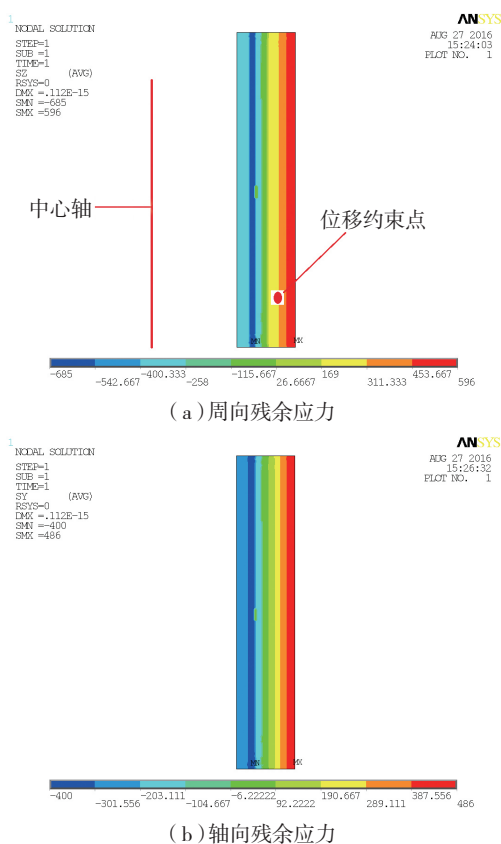 1
NODAL SOLUTION
STEP=1
SUB =1
TIME=1
SZ (AVG)
RSYS=0
DMX =.112E-15
SMN =-685
SMX =596
ANSYS
AUG 27 2016
15:24:03
PLOT NO. 1
中心轴
位移约束点
MN
MX
-685 -400.333 -115.667 169 453.667
-542.667 -258 26.6667 311.333 596
(a)周向残余应力
1
NODAL SOLUTION
STEP=1
SUB =1
TIME=1
SY (AVG)
RSYS=0
DMX =.112E-15
SMN =-400
SMX =486
ANSYS
AUG 27 2016
15:26:32
PLOT NO. 1
MN
MX
-400 -203.111 -6.22222 190.667 387.556
-301.556 -104.667 92.2222 289.111 486
(b)轴向残余应力